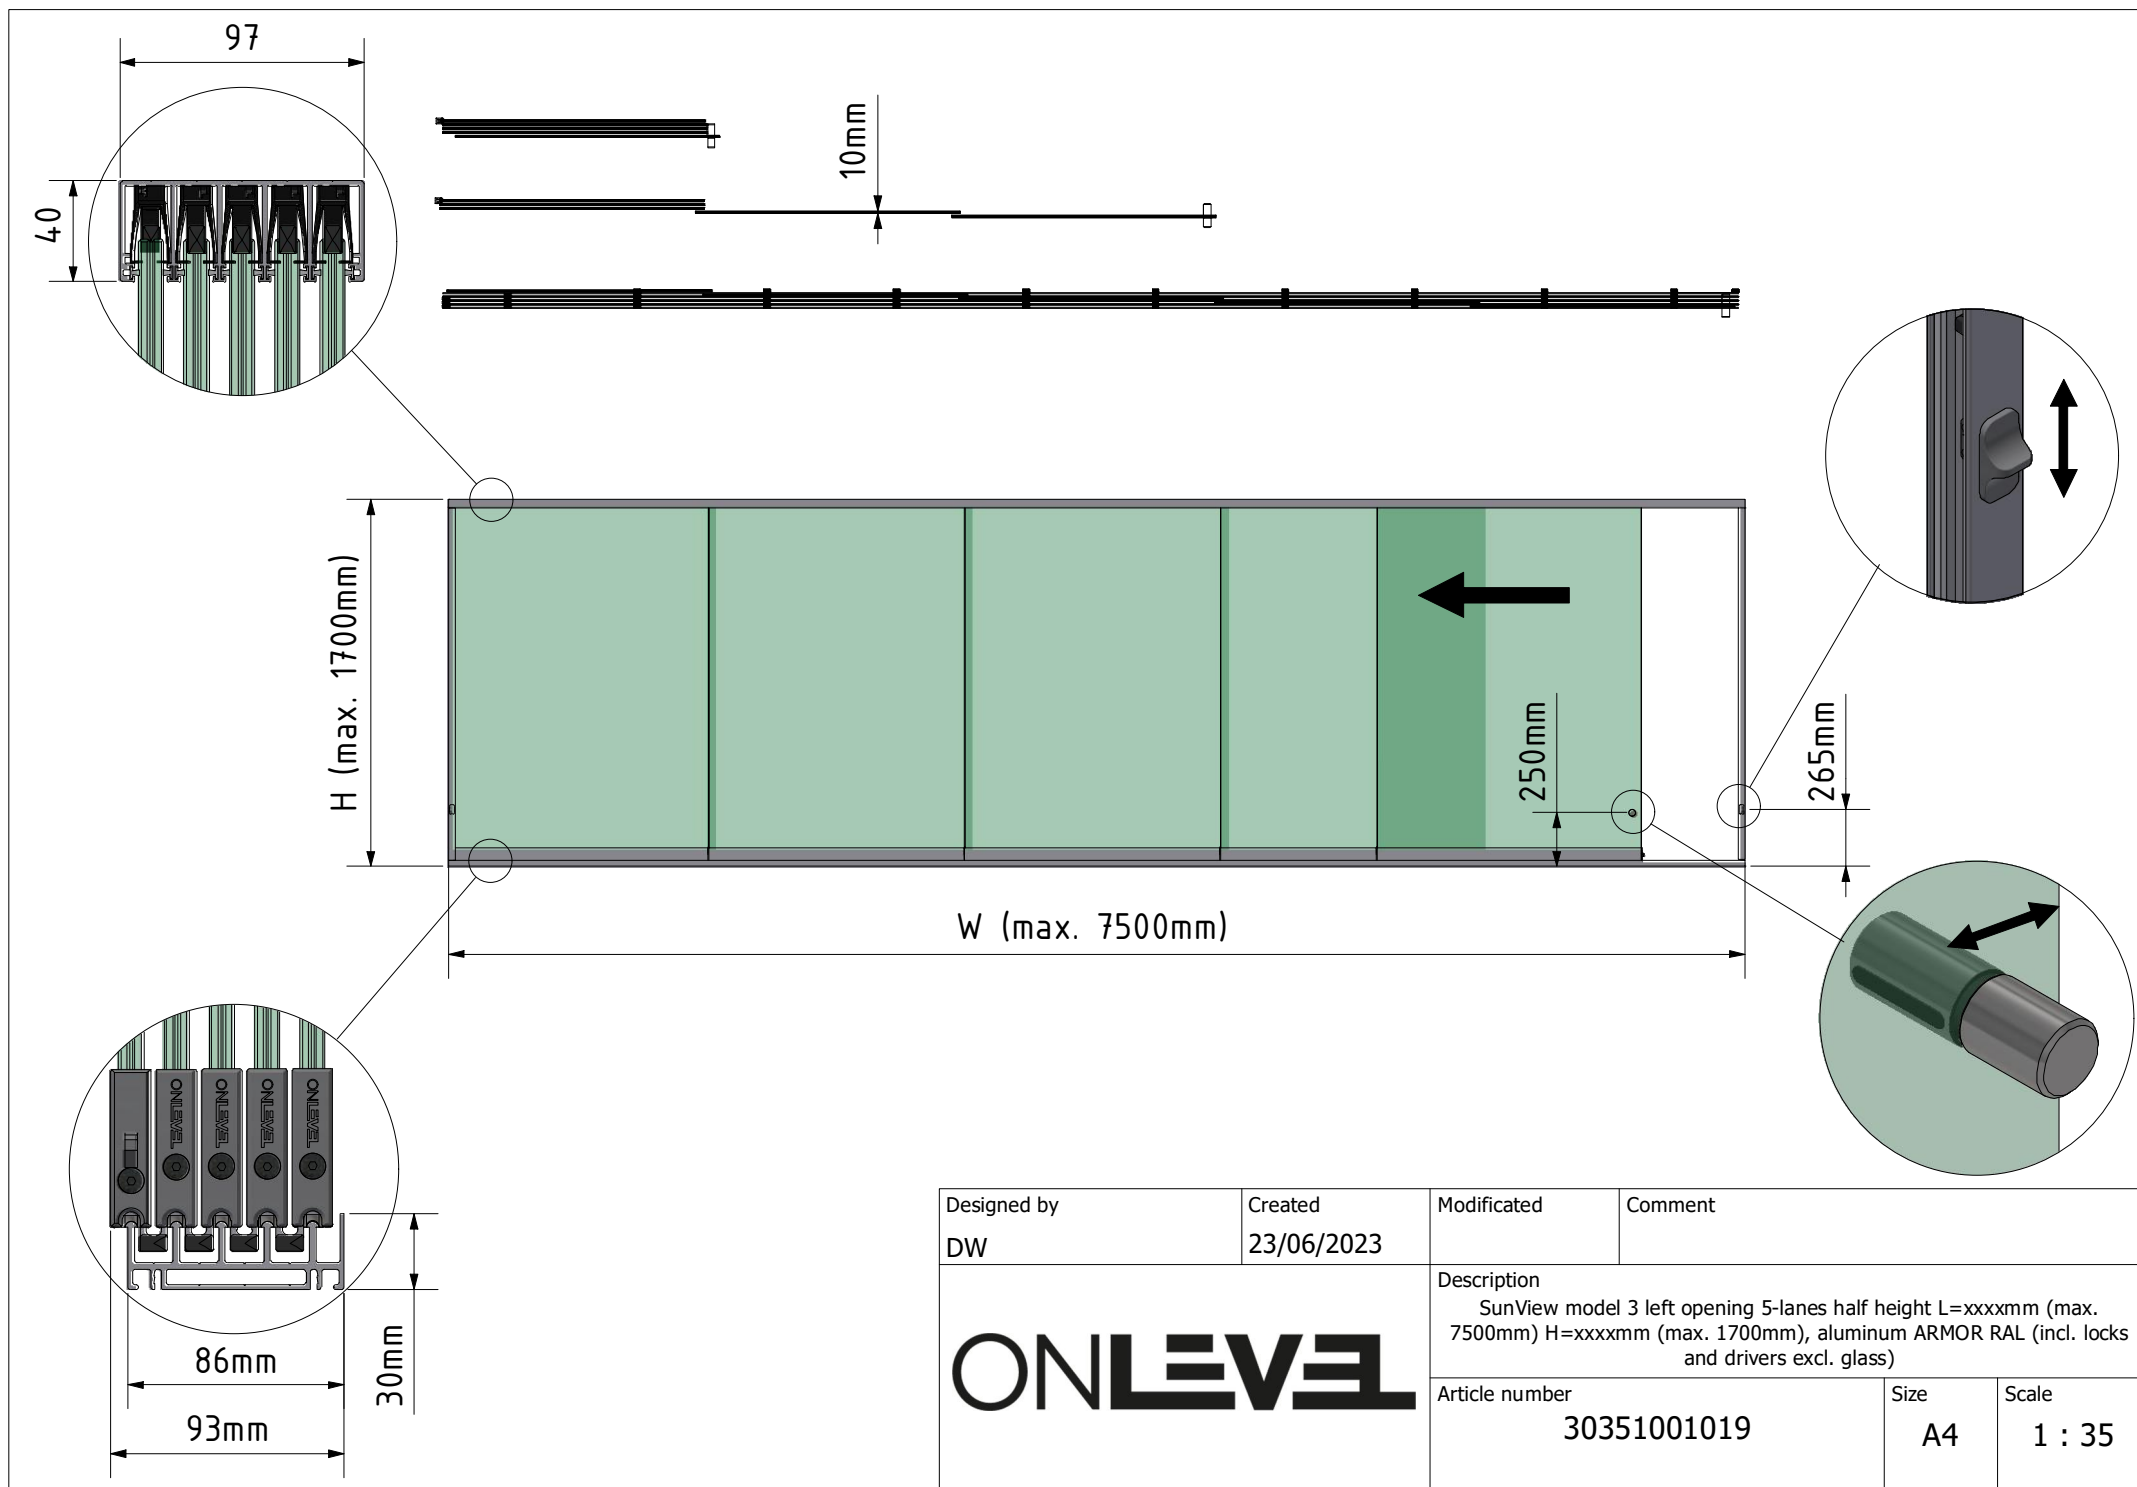 97
40
10mm
H (max. 1700mm)
250mm
265mm
W (max. 7500mm)
ONLEVEL
ONLEVEL
ONLEVEL
ONLEVEL
86mm
93mm
30mm
Designed by
DW
Created
23/06/2023
Modificated
Comment
ONLEVEL
Description
SunView model 3 left opening 5-lanes half height L=xxxxmm (max.
7500mm) H=xxxxmm (max. 1700mm), aluminum ARMOR RAL (incl. locks
and drivers excl. glass)
Article number
30351001019
Size
A4
Scale
1 : 35